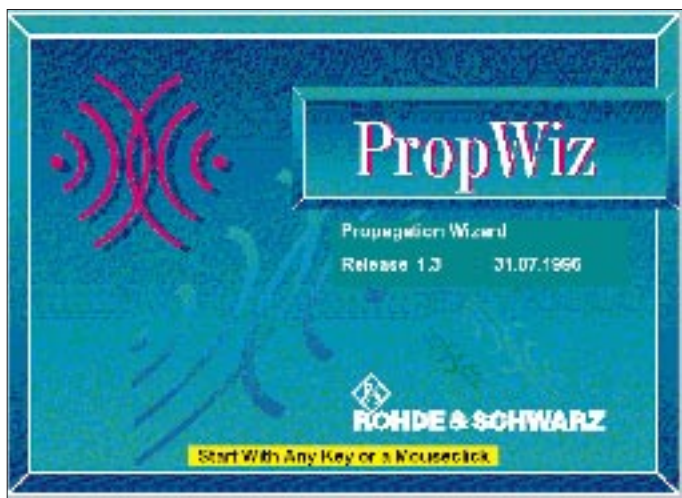 PropWiz
Propagation Wizard
Release 1.3 31.07.1996
ROHDE & SCHWARZ
Start With Any Key or a Mouseclick